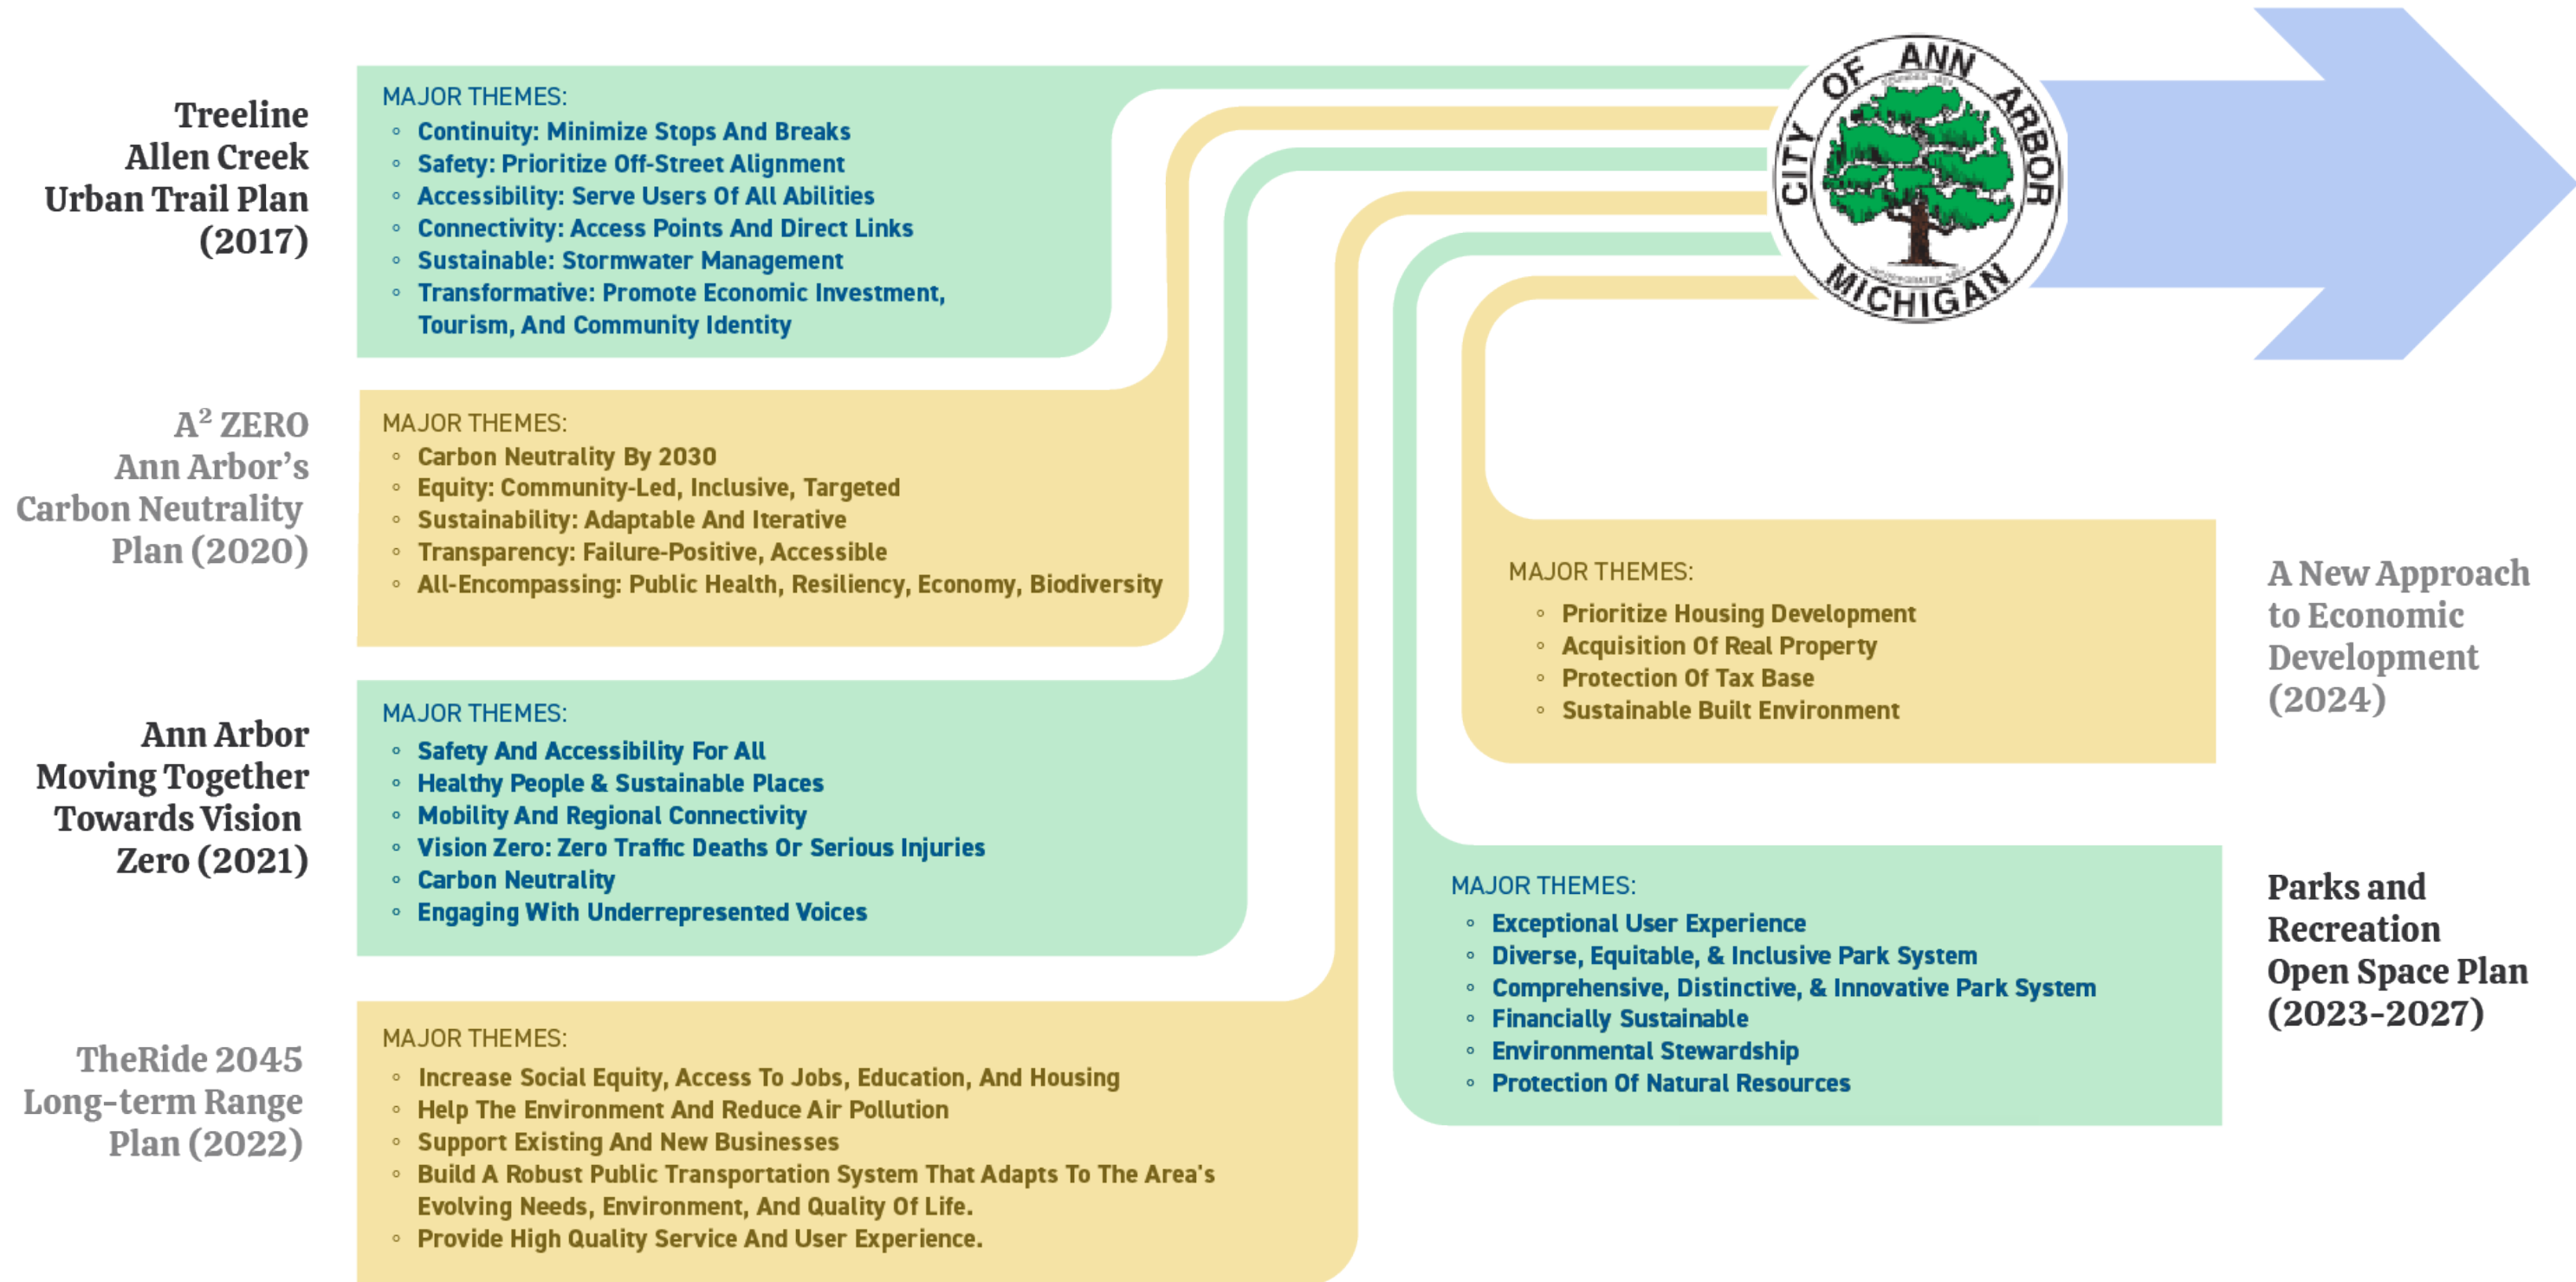 Treeline
Allen Creek
Urban Trail Plan
(2017)
MAJOR THEMES:
◦ Continuity: Minimize Stops And Breaks
◦ Safety: Prioritize Off-Street Alignment
◦ Accessibility: Serve Users Of All Abilities
◦ Connectivity: Access Points And Direct Links
◦ Sustainable: Stormwater Management
◦ Transformative: Promote Economic Investment,
Tourism, And Community Identity
CITY OF ANN ARBOR
MICHIGAN
A² ZERO
Ann Arbor’s
Carbon Neutrality
Plan (2020)
MAJOR THEMES:
◦ Carbon Neutrality By 2030
◦ Equity: Community-Led, Inclusive, Targeted
◦ Sustainability: Adaptable And Iterative
◦ Transparency: Failure-Positive, Accessible
◦ All-Encompassing: Public Health, Resiliency, Economy, Biodiversity
Ann Arbor
Moving Together
Towards Vision
Zero (2021)
MAJOR THEMES:
◦ Safety And Accessibility For All
◦ Healthy People & Sustainable Places
◦ Mobility And Regional Connectivity
◦ Vision Zero: Zero Traffic Deaths Or Serious Injuries
◦ Carbon Neutrality
◦ Engaging With Underrepresented Voices
TheRide 2045
Long-term Range
Plan (2022)
MAJOR THEMES:
◦ Increase Social Equity, Access To Jobs, Education, And Housing
◦ Help The Environment And Reduce Air Pollution
◦ Support Existing And New Businesses
◦ Build A Robust Public Transportation System That Adapts To The Area's
Evolving Needs, Environment, And Quality Of Life.
◦ Provide High Quality Service And User Experience.
MAJOR THEMES:
◦ Prioritize Housing Development
◦ Acquisition Of Real Property
◦ Protection Of Tax Base
◦ Sustainable Built Environment
A New Approach
to Economic
Development
(2024)
MAJOR THEMES:
◦ Exceptional User Experience
◦ Diverse, Equitable, & Inclusive Park System
◦ Comprehensive, Distinctive, & Innovative Park System
◦ Financially Sustainable
◦ Environmental Stewardship
◦ Protection Of Natural Resources
Parks and
Recreation
Open Space Plan
(2023-2027)